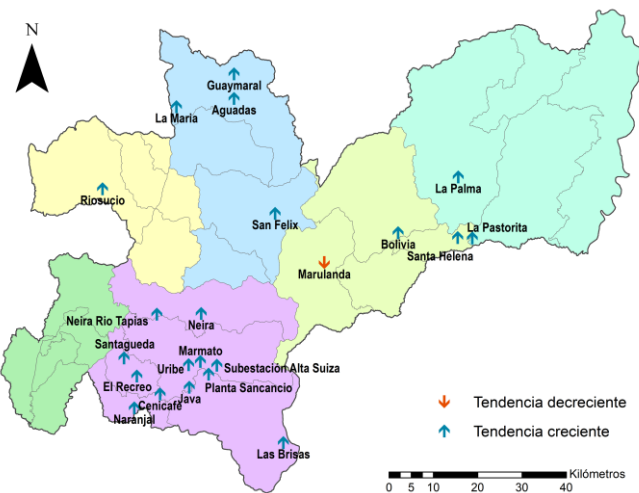 N
Guaymaral
Aguadas
La Maria
Riosucio
San Felix
La Palma
La Pastorita
Bolivia
Santa Helena
Marulanda
Neira Rio Tapias
Neira
Santagueda
Marmato
Uribe
Subestación Alta Suiza
El Recreo
Planta Sancancio
Cenicafé
Java
Naranjal
Las Brisas
Tendencia decreciente
Tendencia creciente
Kilómetros
0 5 10 20 30 40